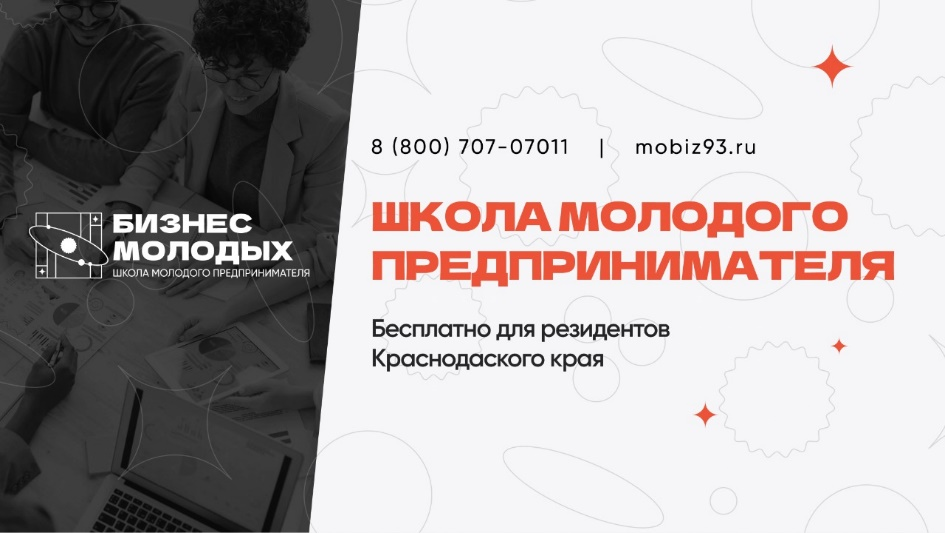 8 (800) 707-07011 | mobiz93.ru
БИЗНЕС
МОЛОДЫХ
ШКОЛА МОЛОДОГО ПРЕДПРИНИМАТЕЛЯ
ШКОЛА МОЛОДОГО
ПРЕДПРИНИМАТЕЛЯ
Бесплатно для резидентов
Краснодаского края